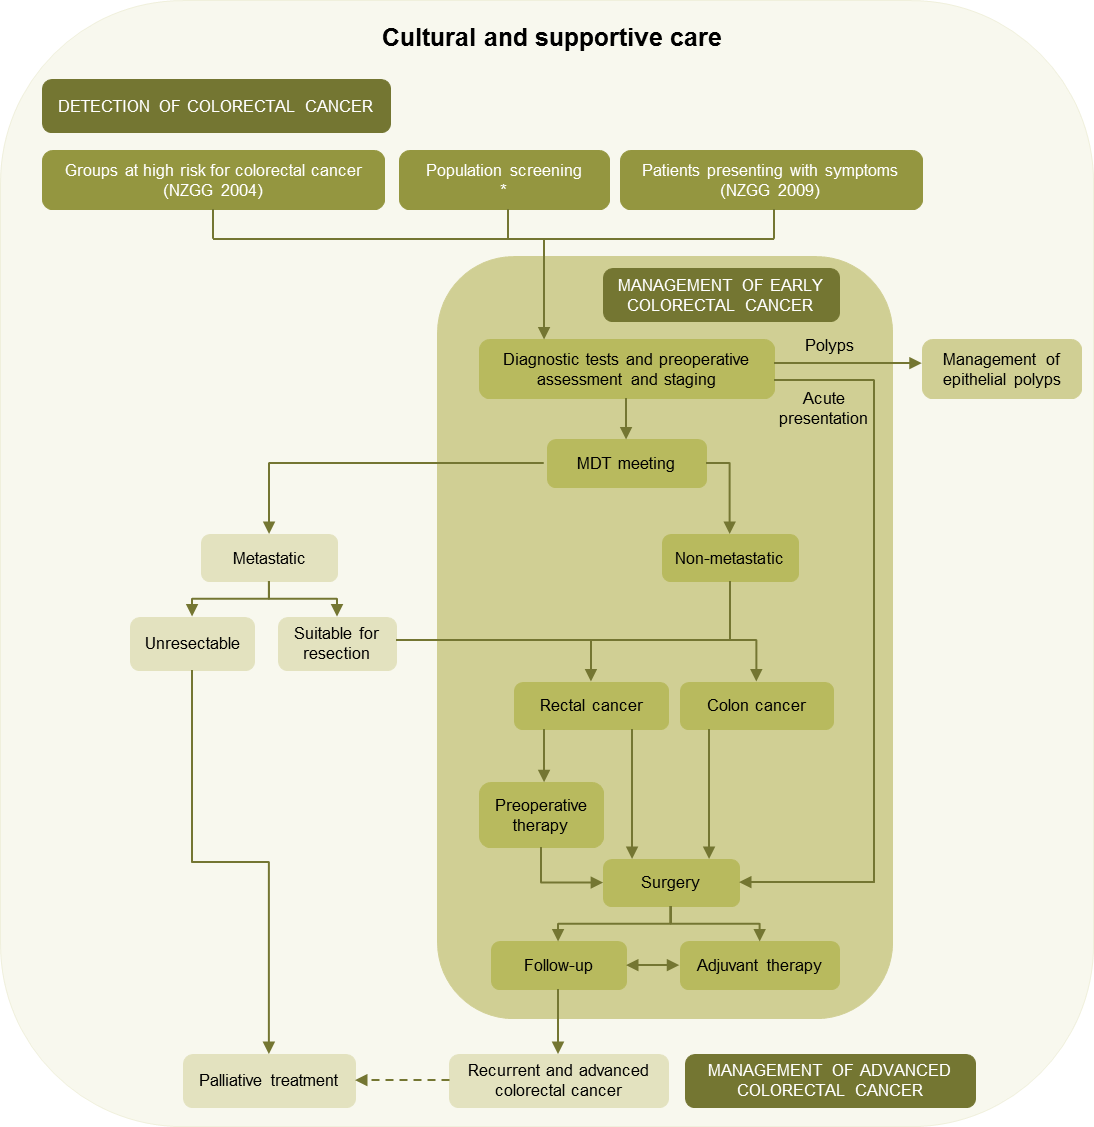 Cultural and supportive care
DETECTION OF COLORECTAL CANCER
Groups at high risk for colorectal cancer
(NZGG 2004)
Population screening
*
Patients presenting with symptoms
(NZGG 2009)
MANAGEMENT OF EARLY
COLORECTAL CANCER
Diagnostic tests and preoperative
assessment and staging
Polyps
Management of
epithelial polyps
Acute
presentation
MDT meeting
Metastatic
Non-metastatic
Unresectable
Suitable for
resection
Rectal cancer
Colon cancer
Preoperative
therapy
Surgery
Follow-up
Adjuvant therapy
Palliative treatment
Recurrent and advanced
colorectal cancer
MANAGEMENT OF ADVANCED
COLORECTAL CANCER